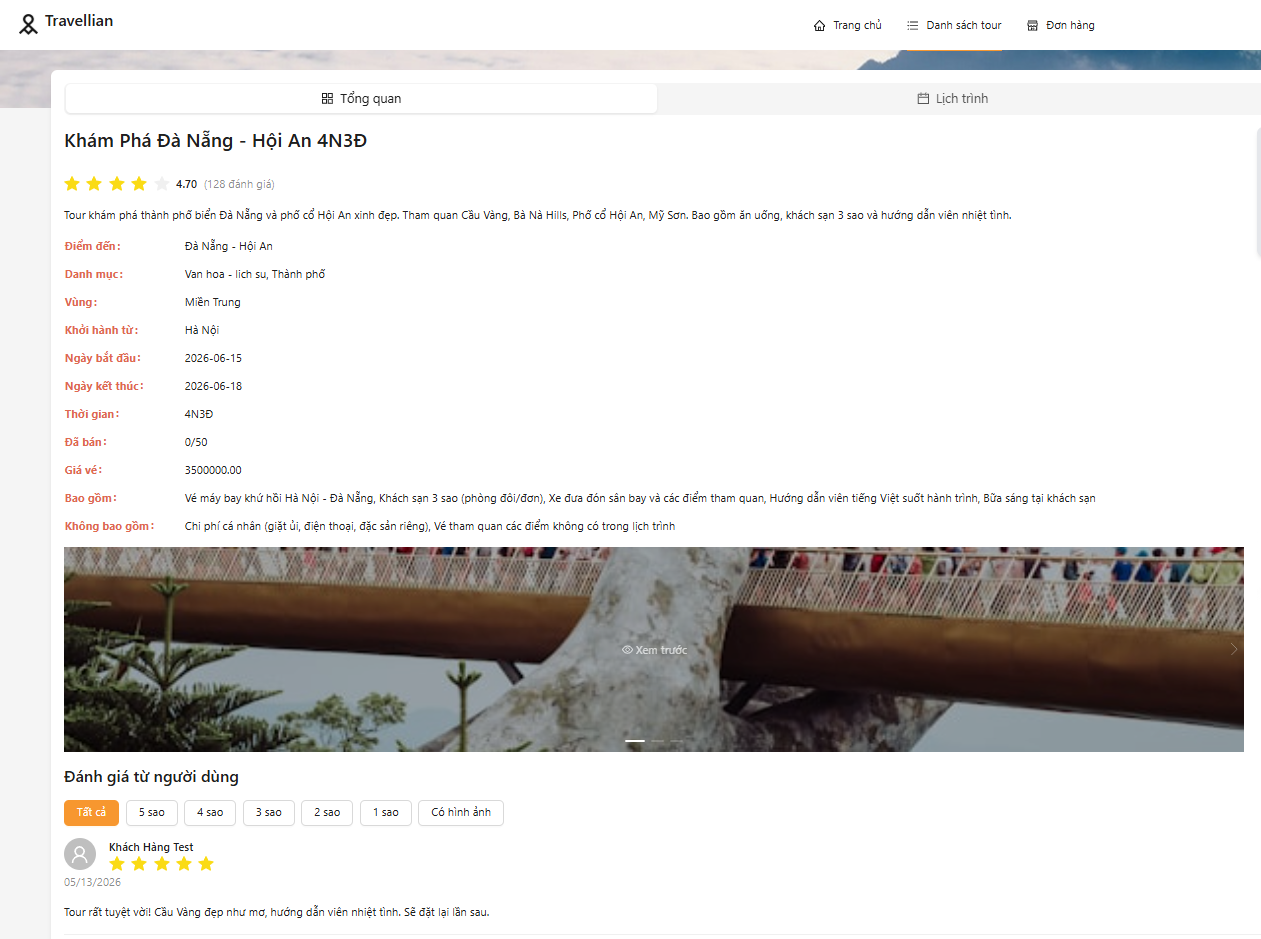 Travellian
Trang chủ
Danh sách tour
Đơn hàng
Tổng quan
Lịch trình
Khám Phá Đà Nẵng - Hội An 4N3Đ
4.70 (128 đánh giá)
Tour khám phá thành phố biển Đà Nẵng và phố cổ Hội An xinh đẹp. Tham quan Cầu Vàng, Bà Nà Hills, Phố cổ Hội An, Mỹ Sơn. Bao gồm ăn uống, khách sạn 3 sao và hướng dẫn viên nhiệt tình.
Điểm đến: Đà Nẵng - Hội An
Danh mục: Van hoa - lich su, Thành phố
Vùng: Miền Trung
Khởi hành từ: Hà Nội
Ngày bắt đầu: 2026-06-15
Ngày kết thúc: 2026-06-18
Thời gian: 4N3Đ
Đã bán: 0/50
Giá vé: 3500000.00
Bao gồm: Vé máy bay khứ hồi Hà Nội - Đà Nẵng, Khách sạn 3 sao (phòng đôi/đơn), Xe đưa đón sân bay và các điểm tham quan, Hướng dẫn viên tiếng Việt suốt hành trình, Bữa sáng tại khách sạn
Không bao gồm: Chi phí cá nhân (giặt ủi, điện thoại, đặc sản riêng), Vé tham quan các điểm không có trong lịch trình
Xem trước
Đánh giá từ người dùng
Tất cả
5 sao
4 sao
3 sao
2 sao
1 sao
Có hình ảnh
Khách Hàng Test
05/13/2026
Tour rất tuyệt vời! Cầu Vàng đẹp như mơ, hướng dẫn viên nhiệt tình. Sẽ đặt lại lần sau.